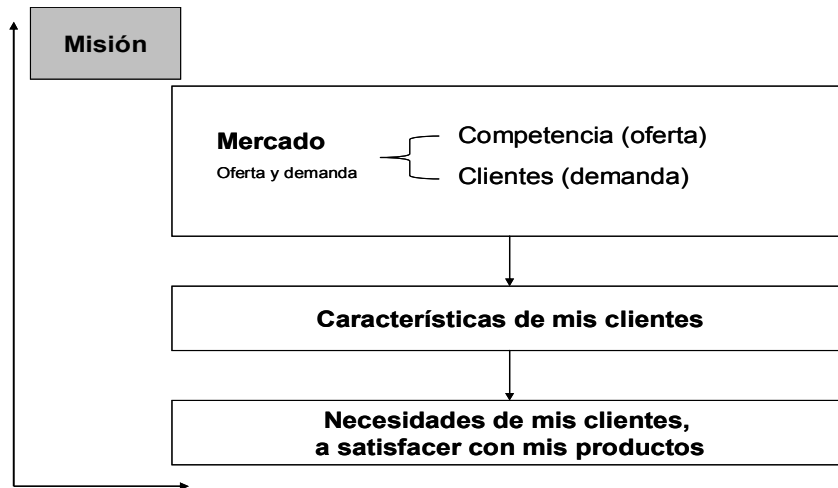 Misión
Mercado
Oferta y demanda
Competencia (oferta)
Clientes (demanda)
Características de mis clientes
Necesidades de mis clientes,
a satisfacer con mis productos